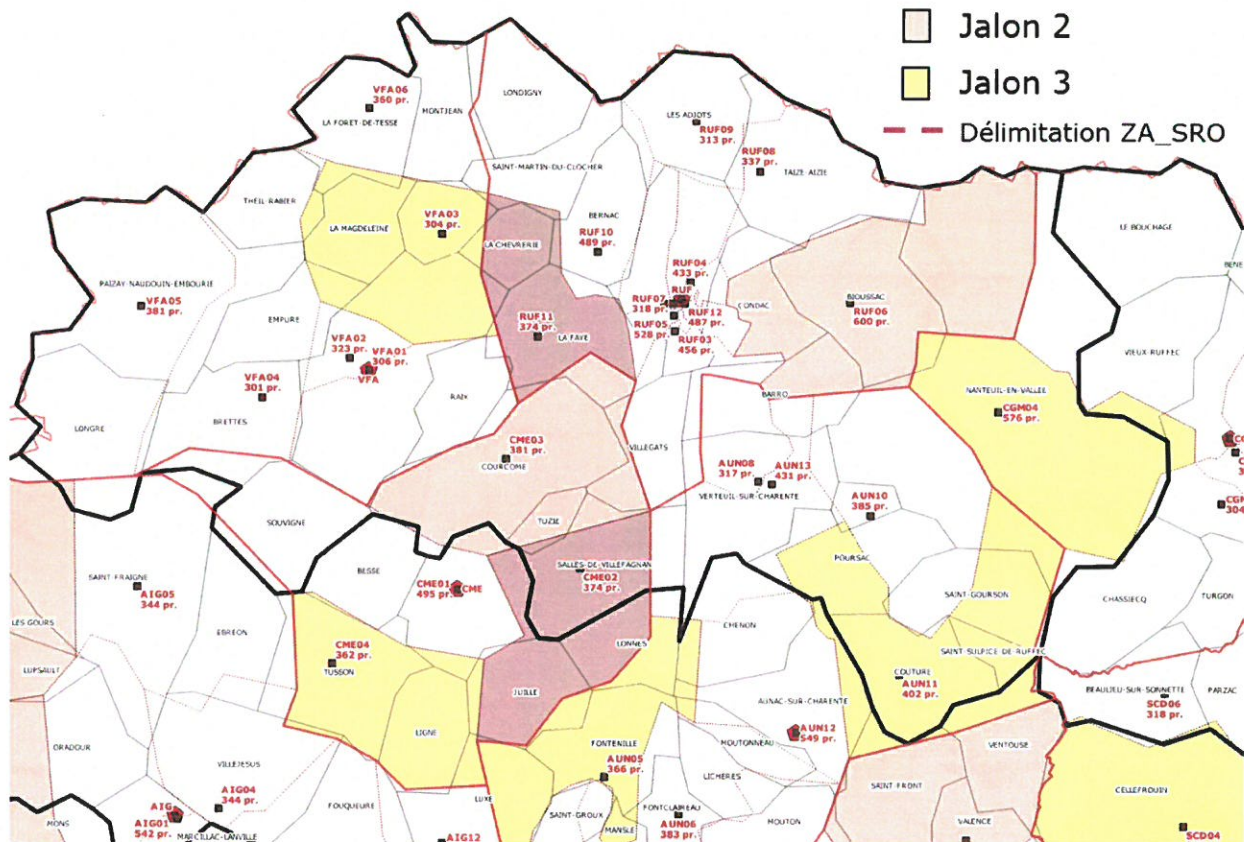 Jalon 2
Jalon 3
Délimitation ZA_SRO
VFA06
360 pr.
LA FORET-DE-TESSE
MONTJEAN
LONDIGNY
LES ADJOTS
RUF09
313 pr.
RUF08
337 pr.
TAIZE-AIZIE
SAINT-MARTIN-DU-CLOCHER
THEIL-RABIER
LA MAGDELEINE
VFA03
304 pr.
LA CHEVRERIE
BERNAC
RUF10
489 pr.
LE BOUCHAGE
BENE
PAIZAY-NAUDOUIN-EMBOURIE
VFA05
381 pr.
EMPURE
RUF04
433 pr.
RUF
RUF07
318 pr.
RUF12
487 pr.
RUF05
528 pr.
RUF03
456 pr.
CONDAC
BIOUSSAC
RUF06
600 pr.
RUF11
374 pr.
LA FAYE
VFA02
323 pr.
VFA01
306 pr.
VFA
VIEUX-RUFFEC
VFA04
301 pr.
BRETTES
RAIX
BARRO
NANTEUIL-EN-VALLEE
CGM04
576 pr.
LONGRE
CME03
381 pr.
COURCOME
VILLEGATS
AUN08
317 pr.
AUN13
431 pr.
VERTEUIL-SUR-CHARENTE
AUN10
385 pr.
CGM
304
SOUVIGNE
TUZIE
POURSAC
BESSE
SALLES-DE-VILLEFAGNAN
CME02
374 pr.
CME01
495 pr.
CME
SAINT-FRAIGNE
AIG05
344 pr.
SAINT-GOURSON
CHASSIECQ
TURGON
LES GOURS
EBREON
CHENON
LONNES
CME04
362 pr.
TUSSON
SAINT-SULPICE-DE-RUFFEC
LUPSAULT
COUTURE
AUN11
402 pr.
JUILLE
AUNAC-SUR-CHARENTE
BEAULIEU-SUR-SONNETTE
PARZAC
SCD06
318 pr.
LIGNE
AUN12
549 pr.
ORADOUR
FONTENILLE
AUN05
366 pr.
MOUTONNEAU
VENTOUSE
VILLEJESUS
LICHERES
SAINT FRONT
CELLEFROUIN
AIG04
344 pr.
FOUQUEURE
LUXE
SAINT-GROUX
FONTCLAIREAU
AUN06
383 pr.
MOUTON
MONS
AIG
AIG01
542 pr.
MARCILLAC-LANVILLE
AIG12
MANSLE
VALENCE
SCD04